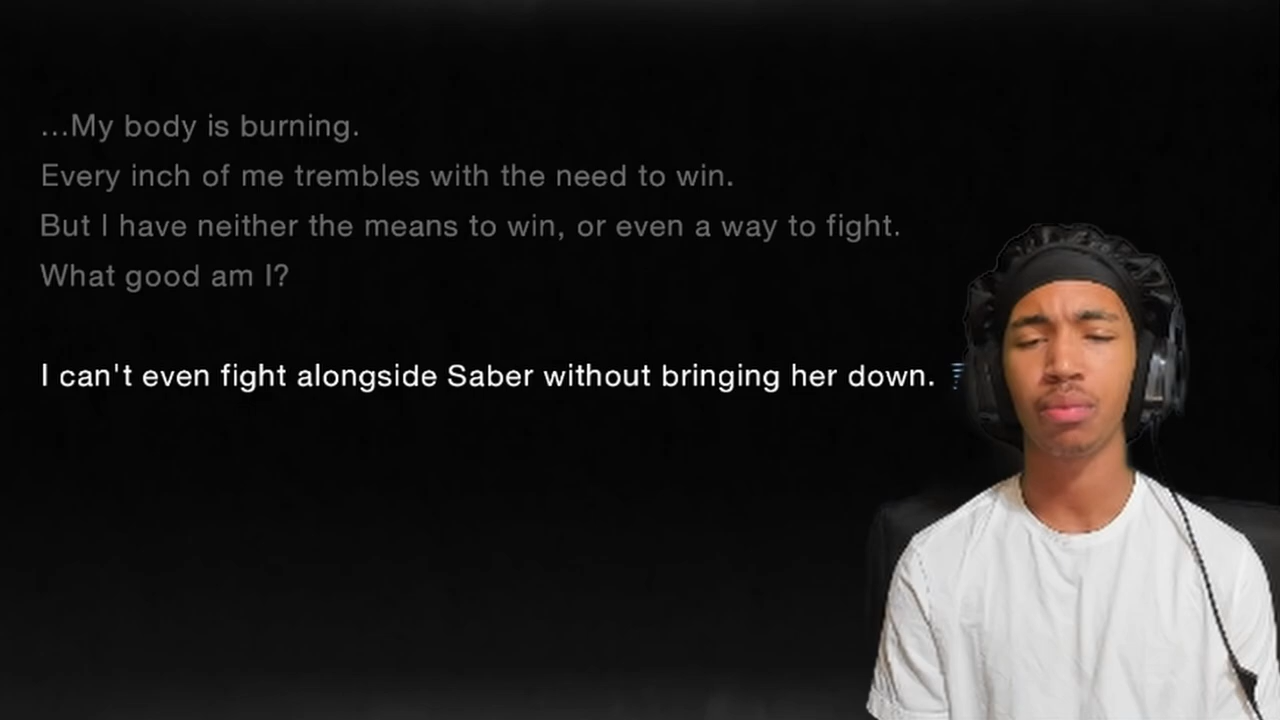 ...My body is burning.
Every inch of me trembles with the need to win.
But I have neither the means to win, or even a way to fight.
What good am I?
I can't even fight alongside Saber without bringing her down.